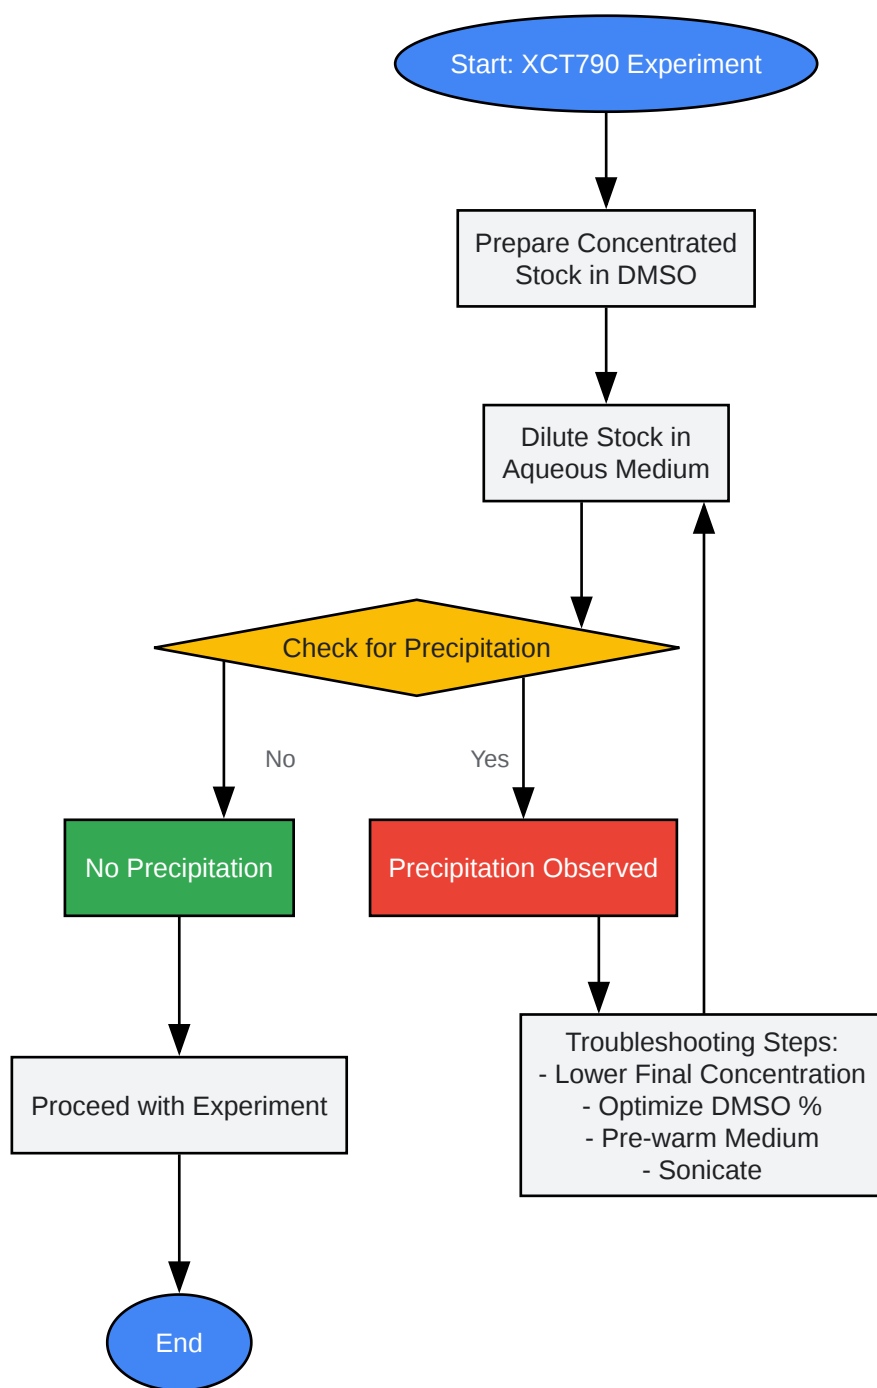 Start: XCT790 Experiment
Prepare Concentrated
Stock in DMSO
Dilute Stock in
Aqueous Medium
Check for Precipitation
No
Yes
No Precipitation
Precipitation Observed
Troubleshooting Steps:
- Lower Final Concentration
- Optimize DMSO %
- Pre-warm Medium
- Sonicate
Proceed with Experiment
End